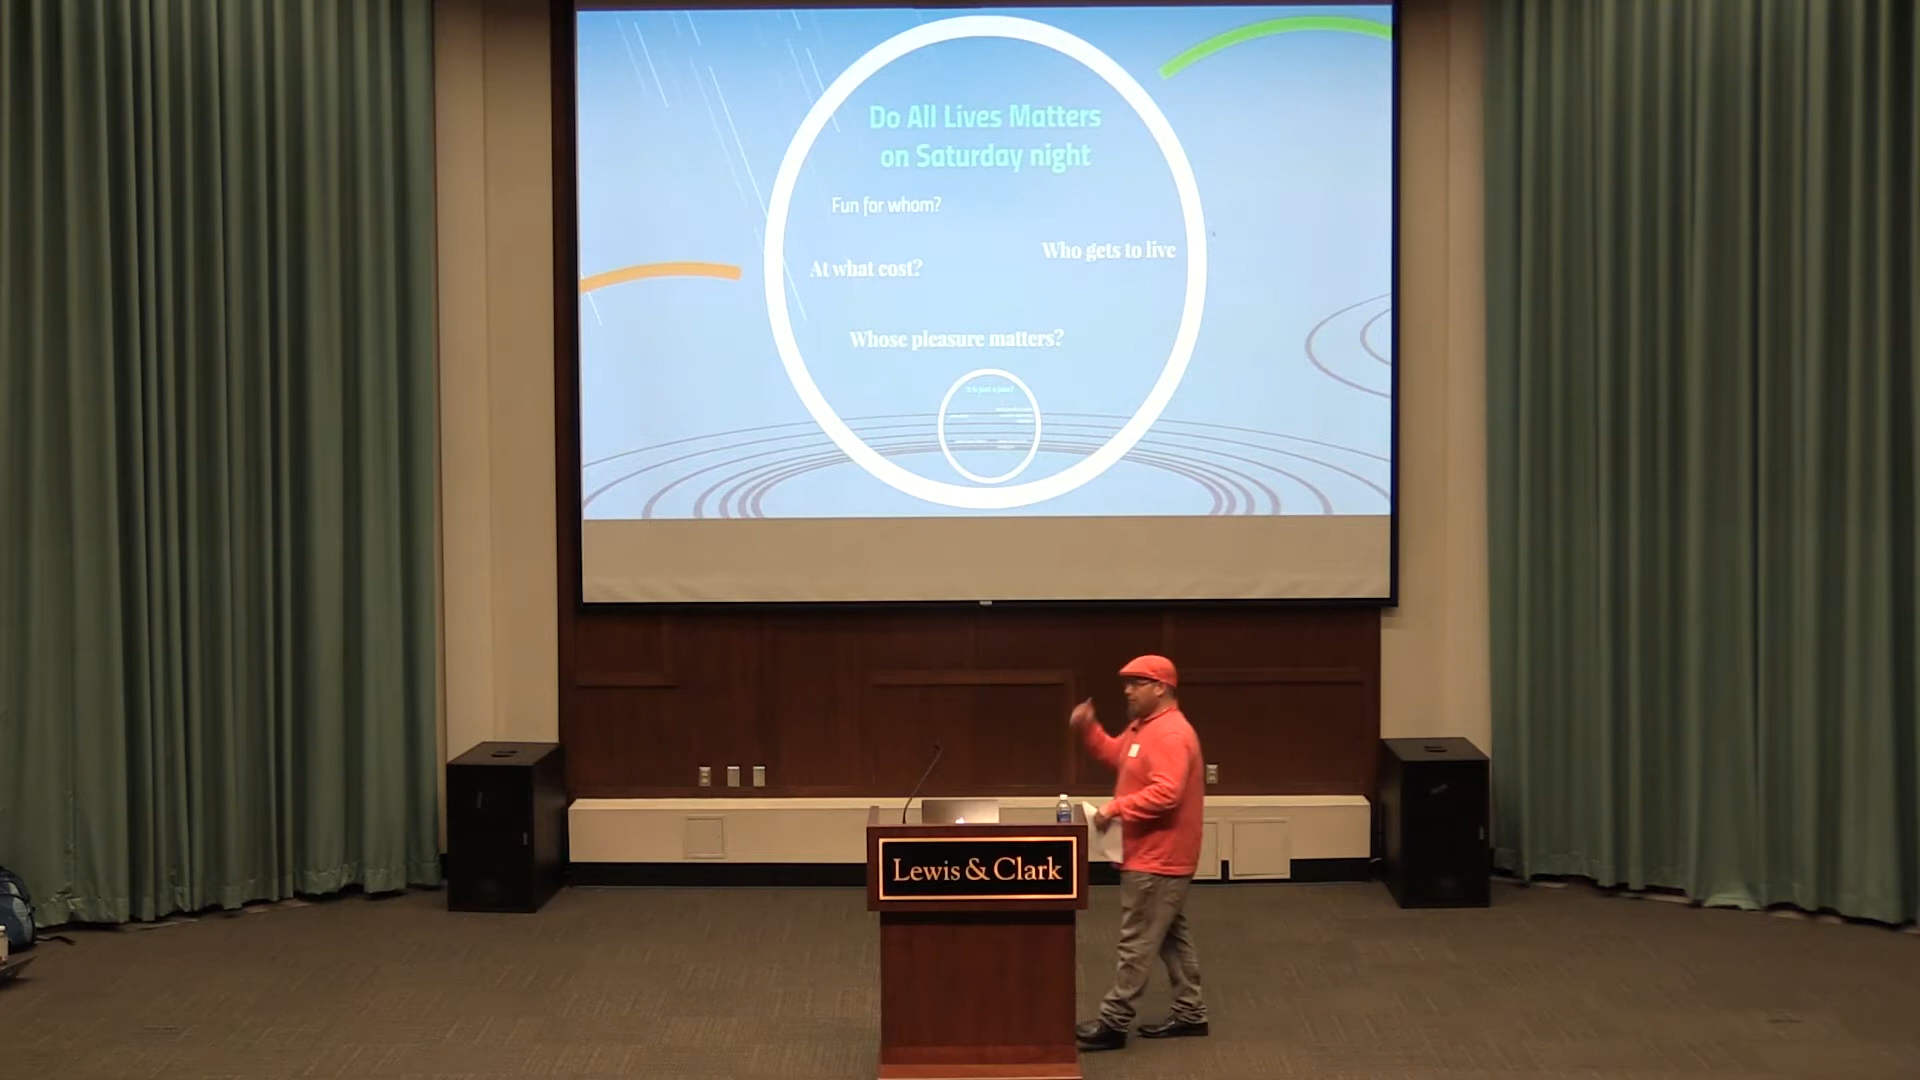 Do All Lives Matters
on Saturday night
Fun for whom?
Who gets to live
At what cost?
Whose pleasure matters?
Lewis & Clark